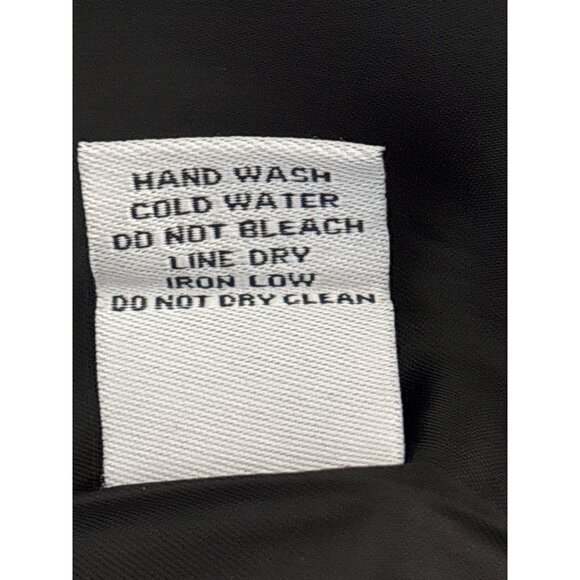 HAND WASH
COLD WATER
DO NOT BLEACH
LINE DRY
IRON LOW
DO NOT DRY CLEAN